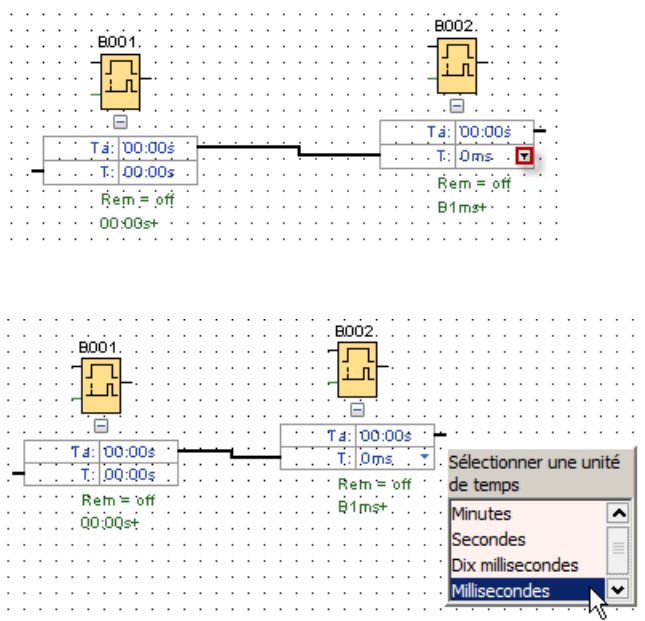 B002
B001
Ta: 00:00s
Ta: 00:00s
T: 0ms
T: 00:00s
Rem = off
Rem = off
B1ms+
00:00s+
B002
B001
Ta: 00:00s
Ta: 00:00s
T: 0ms
T: 00:00s
Rem = off
Rem = off
B1ms+
00:00s+
Sélectionner une unité
de temps
Minutes
Secondes
Dix millisecondes
Millisecondes